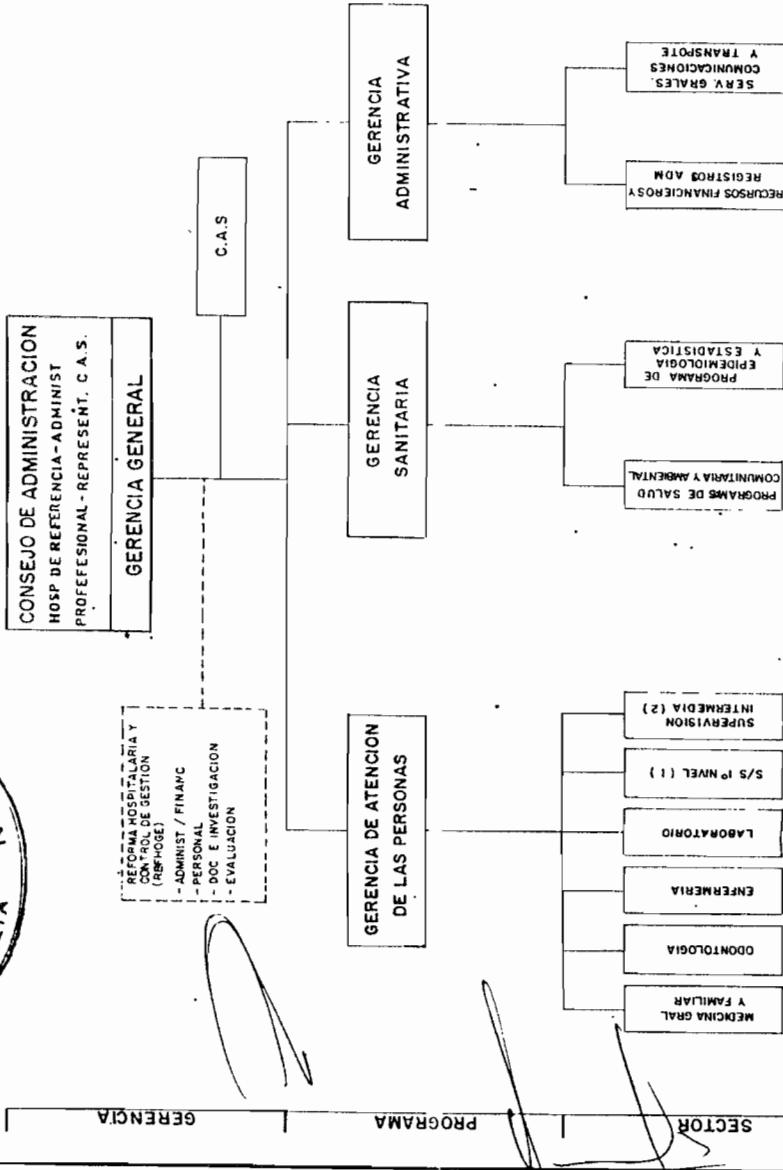 CONSEJO DE ADMINISTRACION
HOSP DE REFERENCIA-ADMINIST
PROFEFESIONAL-REPRESENT. C A.S.
GERENCIA GENERAL
C.A.S
REFORMA HOSPITALARIA Y
CONTROL DE GESTION
(REFHOGE)
- ADMINIST / FINANC
- PERSONAL
- DOC E INVESTIGACION
- EVALUACION
GERENCIA
GERENCIA DE ATENCION
DE LAS PERSONAS
GERENCIA
SANITARIA
GERENCIA
ADMINISTRATIVA
PROGRAMA
MEDICINA GRAL
Y FAMILIAR
ODONTOLOGIA
ENFERMERIA
LABORATORIO
S/S 1º NIVEL (1)
SUPERVISION
INTERMEDIA (2)
PROGRAMS DE SALUD
COMUNITARIA Y AMBIENTAL
PROGRAMA DE
EPIDEMIOLOGIA
Y ESTADISTICA
RECURSOS FINANCIEROS Y
REGISTROS ADM
SERV. GRALES.
COMUNICACIONES
Y TRANSPOTE
SECTOR